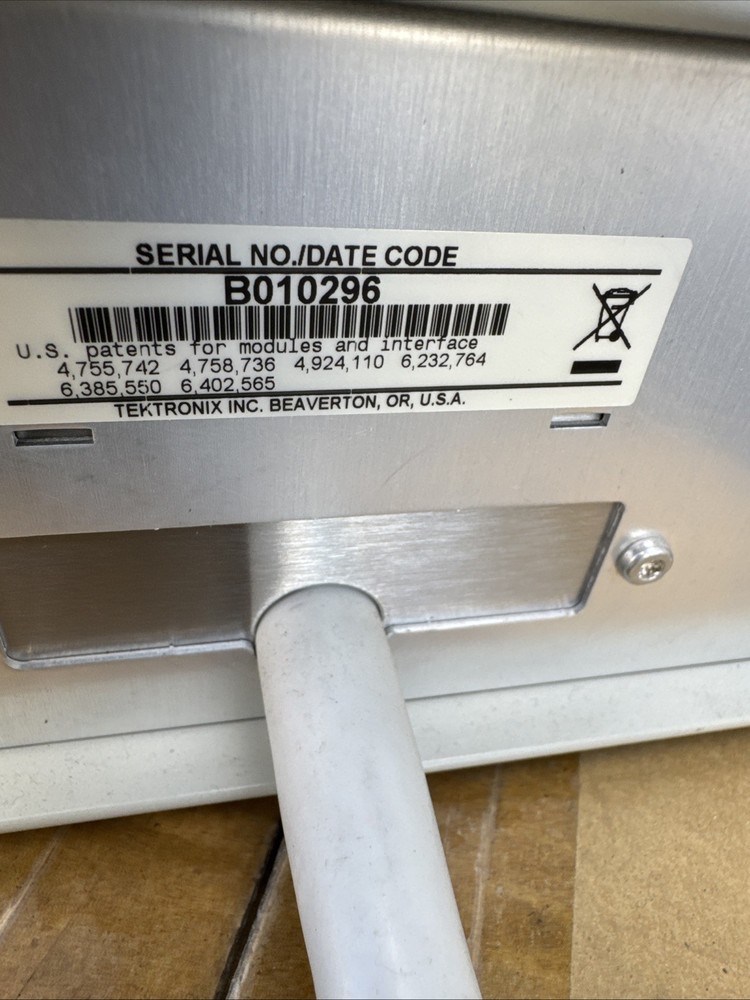 SERIAL NO./DATE CODE
B010296
U.S. patents for modules and interface
4,755,742 4,758,736 4,924,110 6,232,764
6,385,550 6,402,565
TEKTRONIX INC. BEAVERTON, OR, U.S.A.